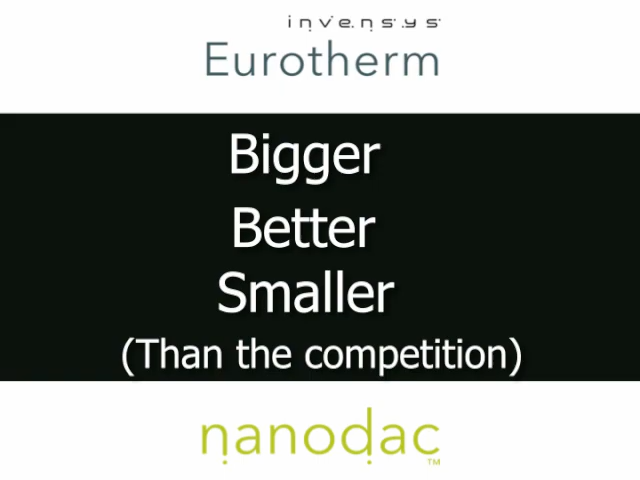 invensys
Eurotherm
Bigger
Better
Smaller
(Than the competition)
nanodac
TM